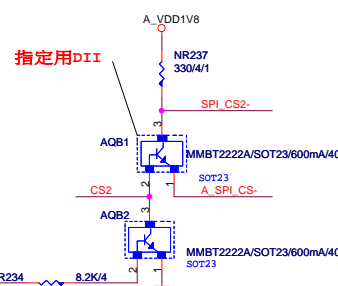 A_VDD1V8
指定用DII
NR237
330/4/1
SPI_CS2-
3
AQB1
MMBT2222A/SOT23/600mA/40
SOT23
2
1
CS2
A_SPI_CS-
3
AQB2
MMBT2222A/SOT23/600mA/40
SOT23
2
1
R234
8.2K/4